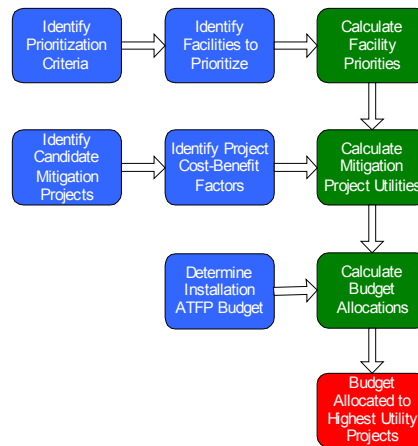 Identify
Prioritization
Criteria
Identify
Facilities to
Prioritize
Calculate
Facility
Priorities
Identify
Candidate
Mitigation
Projects
Identify Project
Cost-Benefit
Factors
Calculate
Mitigation
Project Utilities
Determine
Installation
ATFP Budget
Calculate
Budget
Allocations
Budget
Allocated to
Highest Utility
Projects